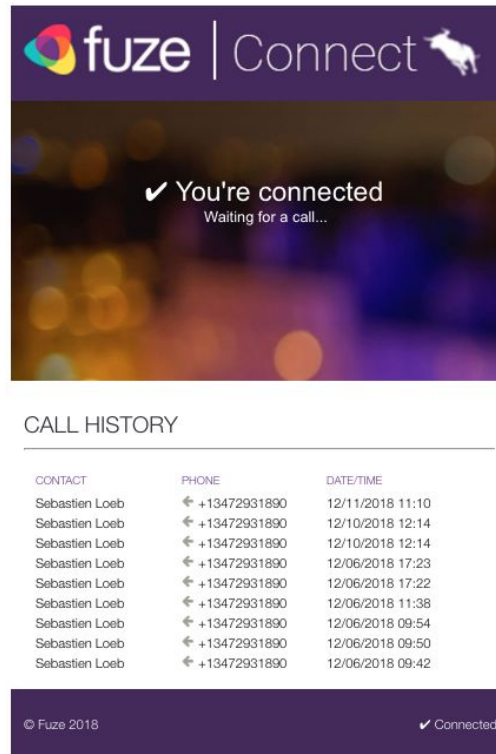 fuze | Connect
✔ You're connected
Waiting for a call...
CALL HISTORY
CONTACT PHONE DATE/TIME
Sebastien Loeb ← +13472931890 12/11/2018 11:10
Sebastien Loeb ← +13472931890 12/10/2018 12:14
Sebastien Loeb ← +13472931890 12/10/2018 12:14
Sebastien Loeb ← +13472931890 12/06/2018 17:23
Sebastien Loeb ← +13472931890 12/06/2018 17:22
Sebastien Loeb ← +13472931890 12/06/2018 11:38
Sebastien Loeb ← +13472931890 12/06/2018 09:54
Sebastien Loeb ← +13472931890 12/06/2018 09:50
Sebastien Loeb ← +13472931890 12/06/2018 09:42
© Fuze 2018 ✔ Connected